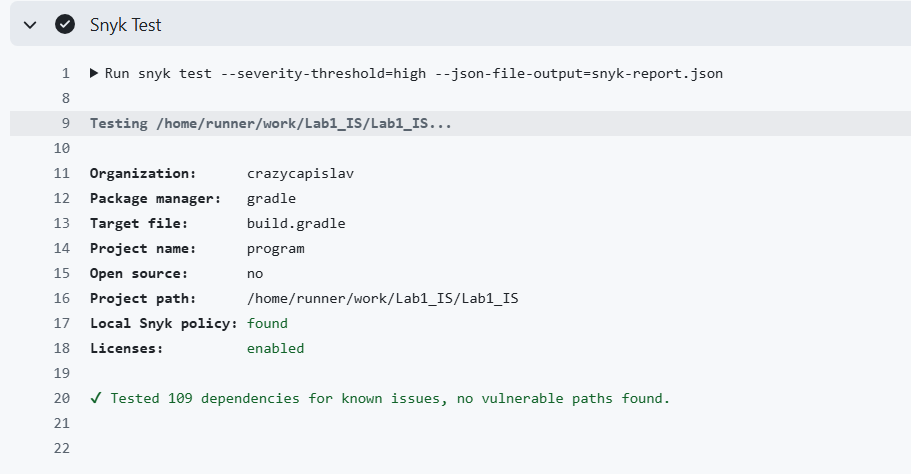 Snyk Test
1 ▶ Run snyk test --severity-threshold=high --json-file-output=snyk-report.json
8
9 Testing /home/runner/work/Lab1_IS/Lab1_IS...
10
11 Organization: crazycapislav
12 Package manager: gradle
13 Target file: build.gradle
14 Project name: program
15 Open source: no
16 Project path: /home/runner/work/Lab1_IS/Lab1_IS
17 Local Snyk policy: found
18 Licenses: enabled
19
20 ✓ Tested 109 dependencies for known issues, no vulnerable paths found.
21
22